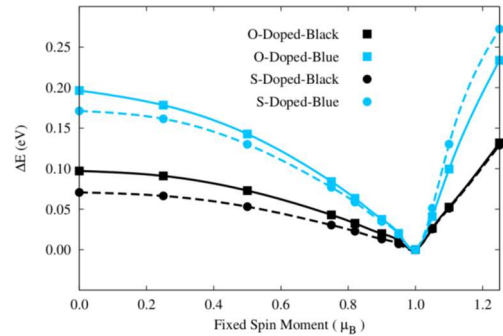 O-Doped-Black
O-Doped-Blue
S-Doped-Black
S-Doped-Blue
0.25
0.20
0.15
0.10
0.05
0.00
ΔE (eV)
0.0 0.2 0.4 0.6 0.8 1.0 1.2
Fixed Spin Moment ( μB )